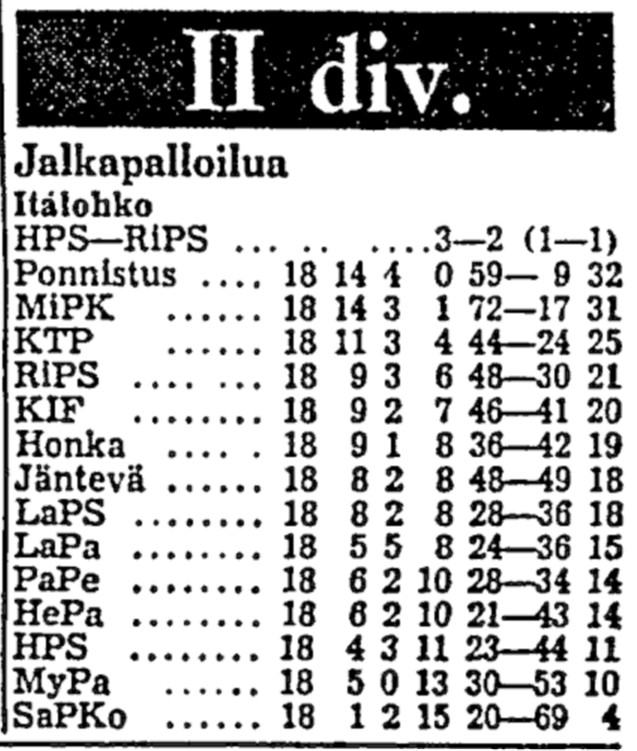 II div.
Jalkapalloilua
Itälohko
HPS—RiPS ... .. ....3—2 (1—1)
Ponnistus .... 18 14 4 0 59— 9 32
MiPK ...... 18 14 3 1 72—17 31
KTP ...... 18 11 3 4 44—24 25
RiPS .... ... 18 9 3 6 48—30 21
KIF ........ 18 9 2 7 46—41 20
Honka ..... . 18 9 1 8 36—42 19
Jäntevä ...... 18 8 2 8 48—49 18
LaPS ........ 18 8 2 8 28—36 18
LaPa ........ 18 5 5 8 24—36 15
PaPe ........ 18 6 2 10 28—34 14
HePa ........ 18 6 2 10 21—43 14
HPS ........ 18 4 3 11 23—44 11
MyPa ...... 18 5 0 13 30—53 10
SaPKo ...... 18 1 2 15 20—69 4